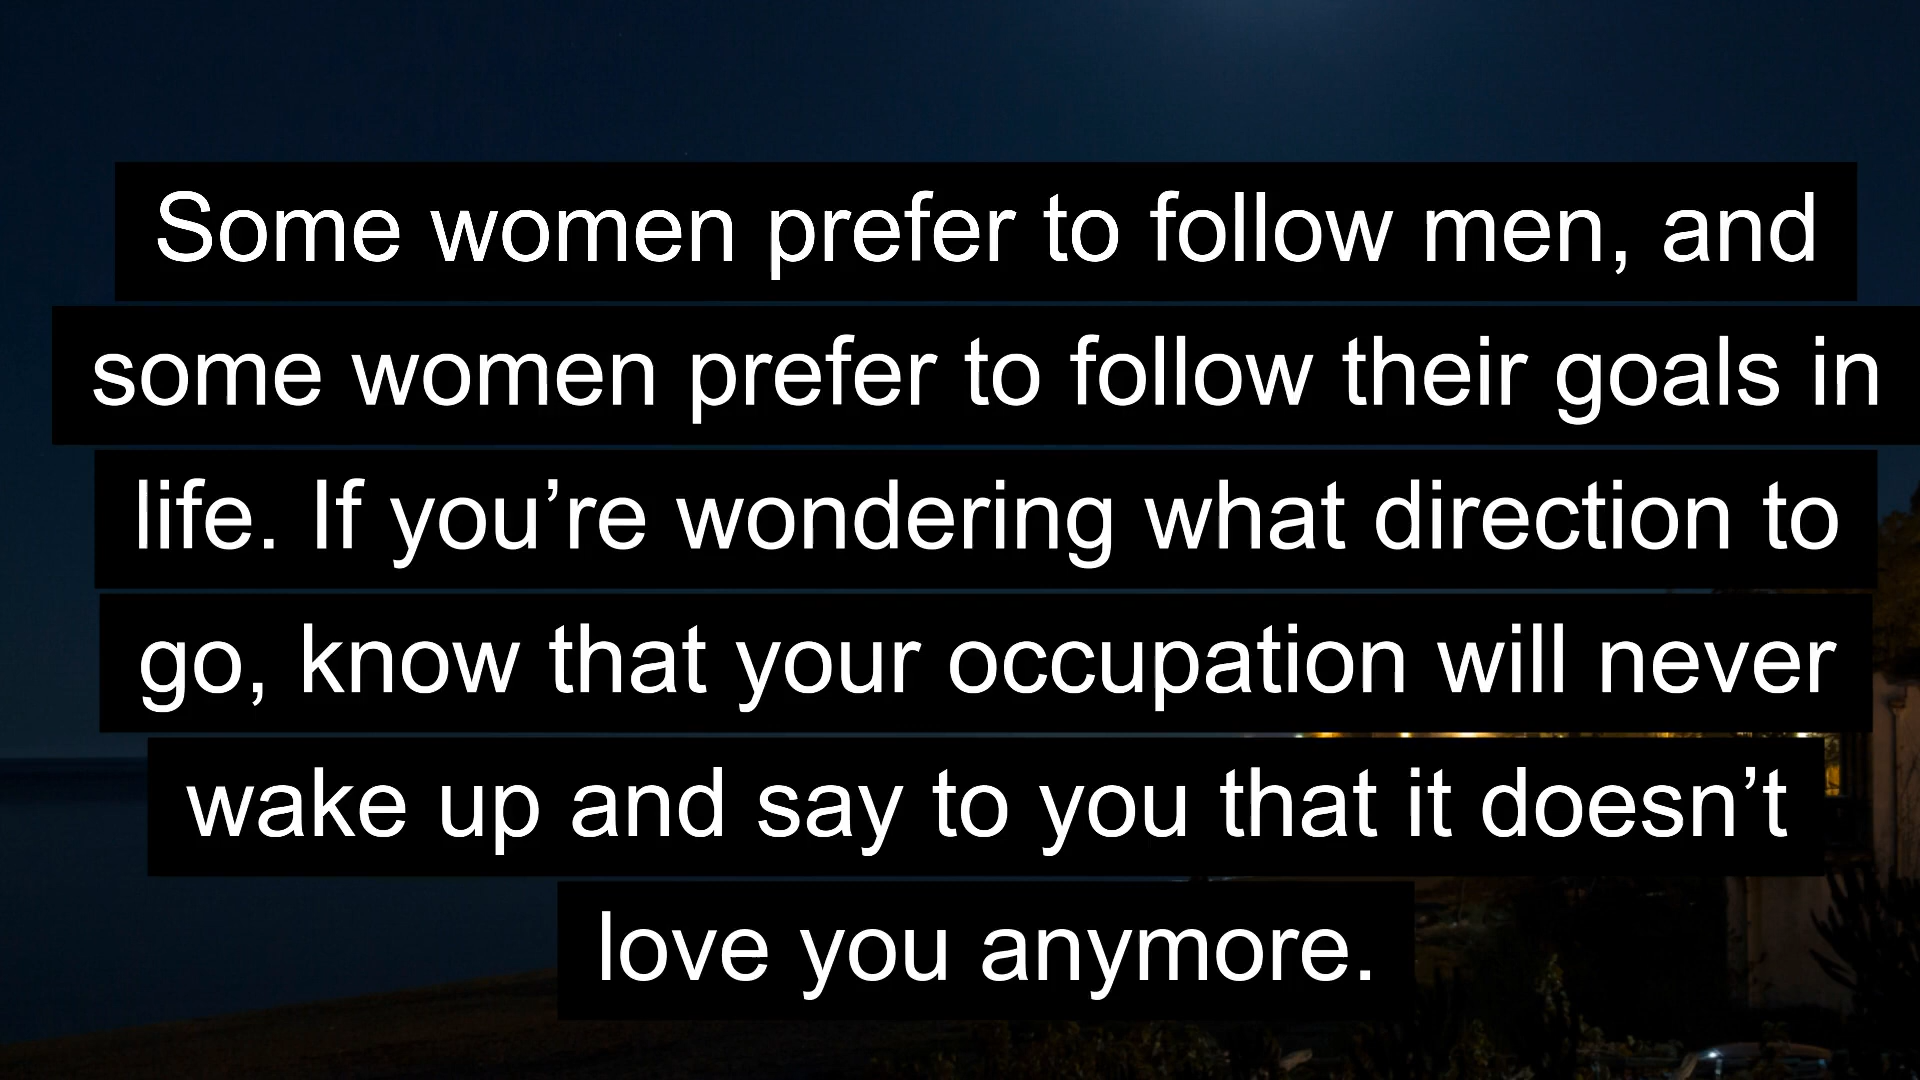 Some women prefer to follow men, and
some women prefer to follow their goals in
life. If you’re wondering what direction to
go, know that your occupation will never
wake up and say to you that it doesn’t
love you anymore.